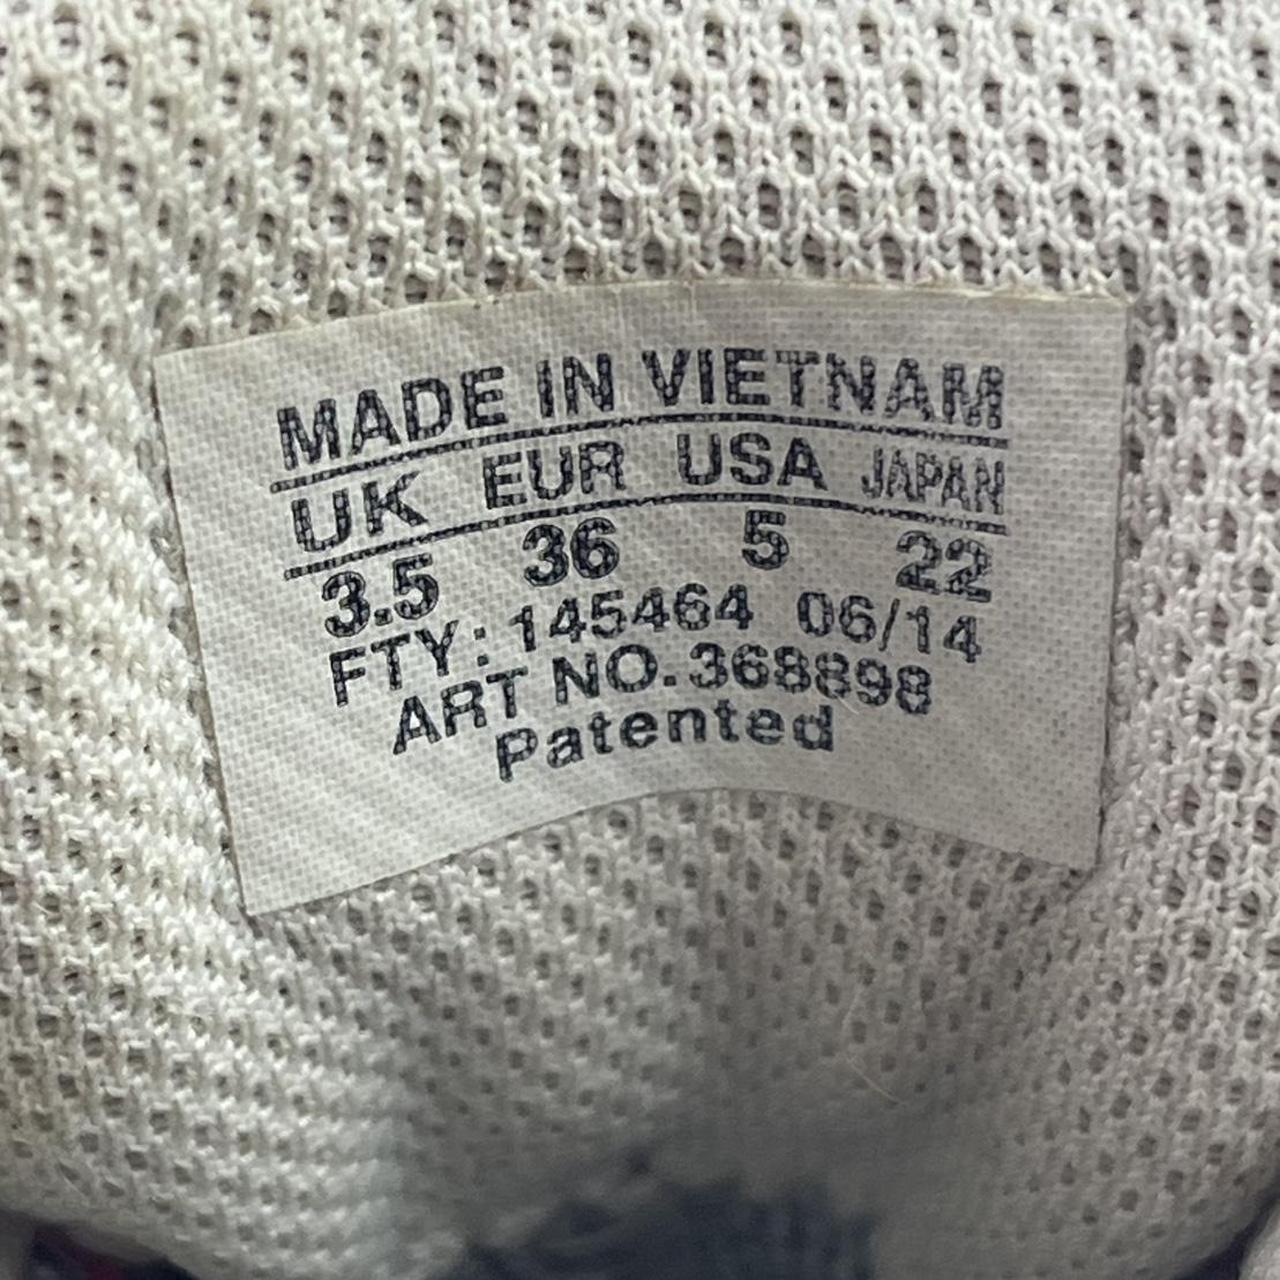 MADE IN VIETNAM
UK EUR USA JAPAN
3.5 36 5 22
FTY: 145464 06/14
ART NO. 368898
Patented